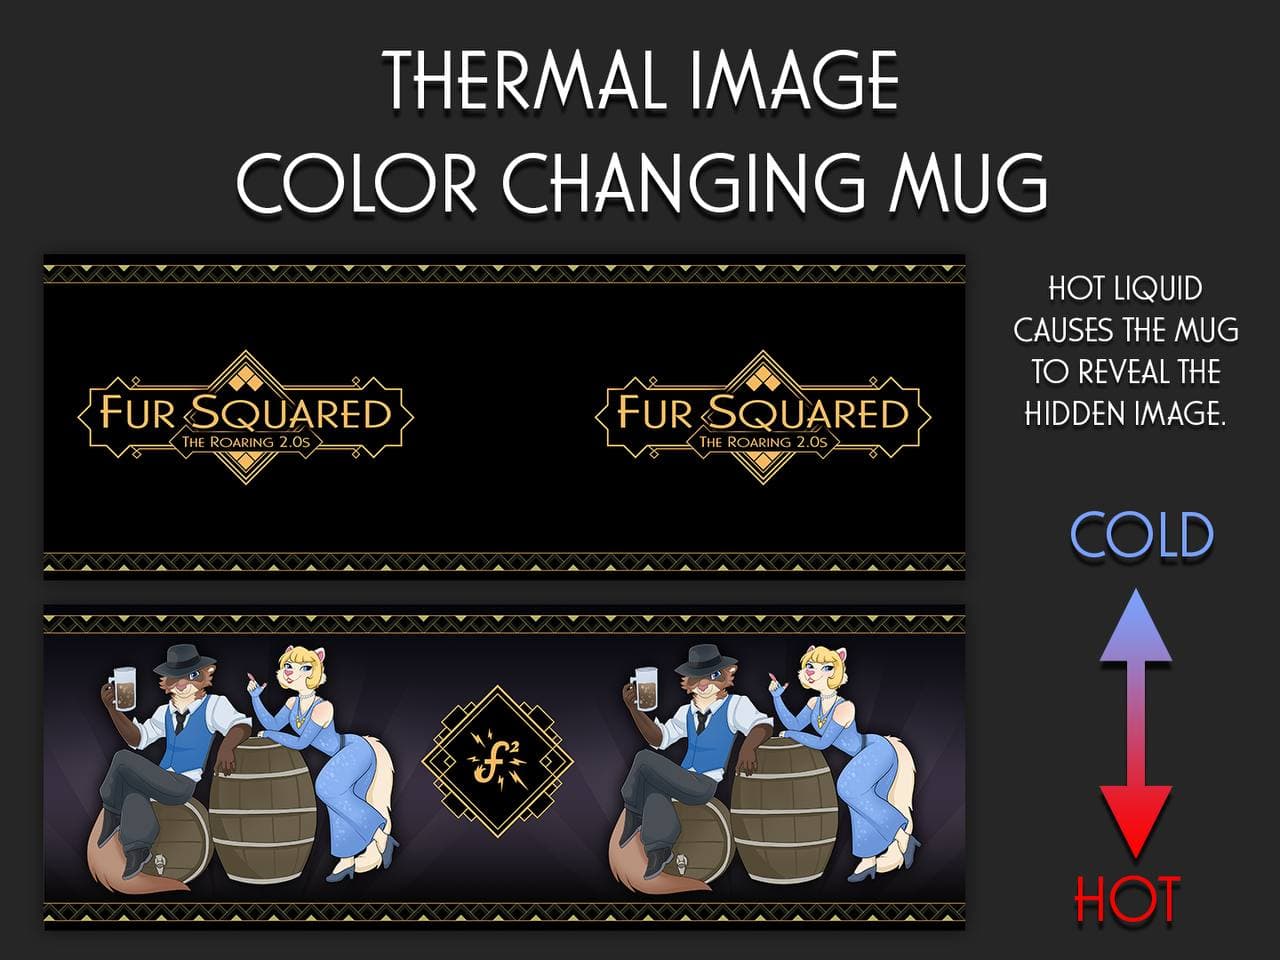 THERMAL IMAGE
COLOR CHANGING MUG
FUR SQUARED
THE ROARING 2.0S
FUR SQUARED
THE ROARING 2.0S
HOT LIQUID
CAUSES THE MUG
TO REVEAL THE
HIDDEN IMAGE.
COLD
f²
HOT